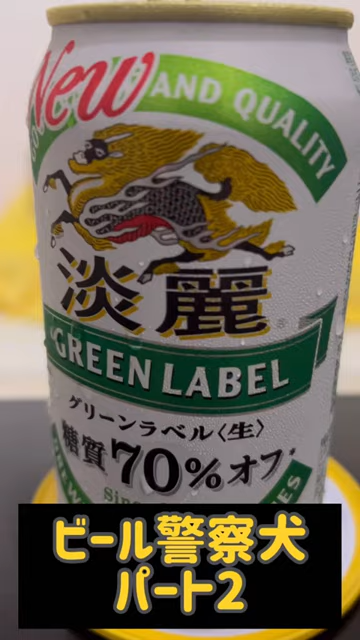 New
AND QUALITY
淡麗
GREEN LABEL
グリーンラベル〈生〉
糖質70%オフ*
ビール警察犬
パート2